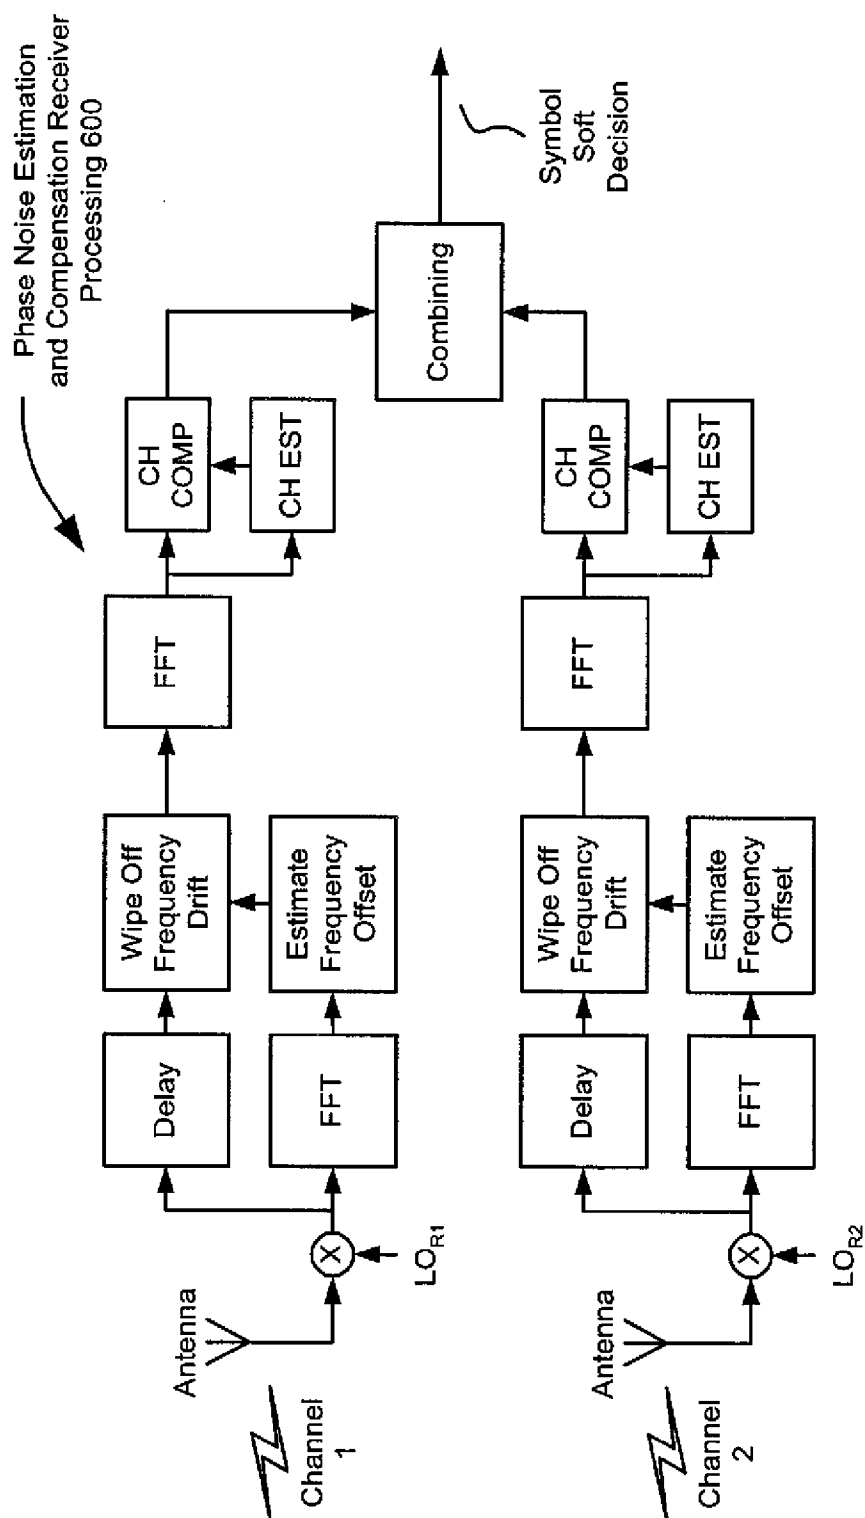 Phase Noise Estimation
and Compensation Receiver
Processing 600
Antenna
Channel
1
X
LOR1
Delay
FFT
Wipe Off
Frequency
Drift
Estimate
Frequency
Offset
FFT
CH
COMP
CH EST
Combining
Symbol
Soft
Decision
Antenna
Channel
2
X
LOR2
Delay
FFT
Wipe Off
Frequency
Drift
Estimate
Frequency
Offset
FFT
CH
COMP
CH EST